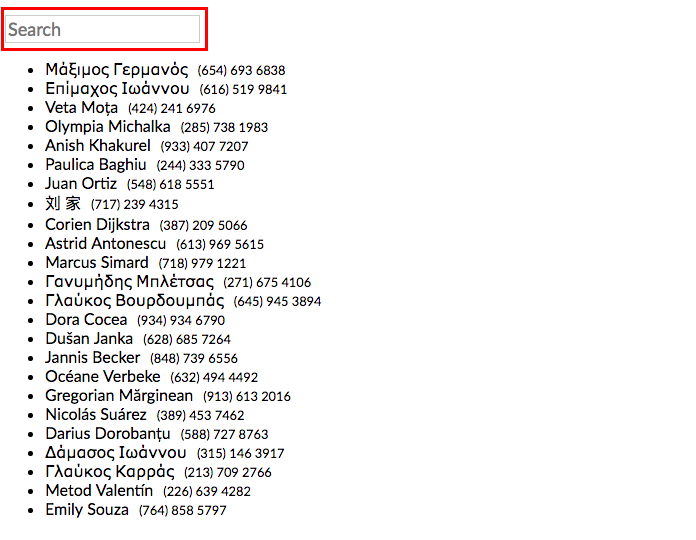 Search
Μάξιμος Γερμανός (654) 693 6838
Επίμαχος Ιωάννου (616) 519 9841
Veta Moța (424) 241 6976
Olympia Michalka (285) 738 1983
Anish Khakurel (933) 407 7207
Paulica Baghiu (244) 333 5790
Juan Ortiz (548) 618 5551
刘 家 (717) 239 4315
Corien Dijkstra (387) 209 5066
Astrid Antonescu (613) 969 5615
Marcus Simard (718) 979 1221
Γανυμήδης Μπλέτσας (271) 675 4106
Γλαύκος Βουρδουμπάς (645) 945 3894
Dora Cocea (934) 934 6790
Dušan Janka (628) 685 7264
Jannis Becker (848) 739 6556
Océane Verbeke (632) 494 4492
Gregorian Mărginean (913) 613 2016
Nicolás Suárez (389) 453 7462
Darius Dorobanțu (588) 727 8763
Δάμασος Ιωάννου (315) 146 3917
Γλαύκος Καρράς (213) 709 2766
Metod Valentín (226) 639 4282
Emily Souza (764) 858 5797